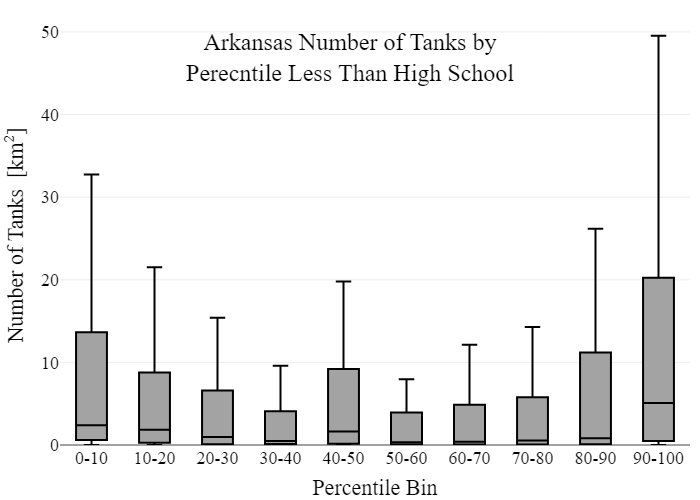 Arkansas Number of Tanks by
Perecntile Less Than High School
Number of Tanks [km²]
50
40
30
20
10
0
0-10 10-20 20-30 30-40 40-50 50-60 60-70 70-80 80-90 90-100
Percentile Bin